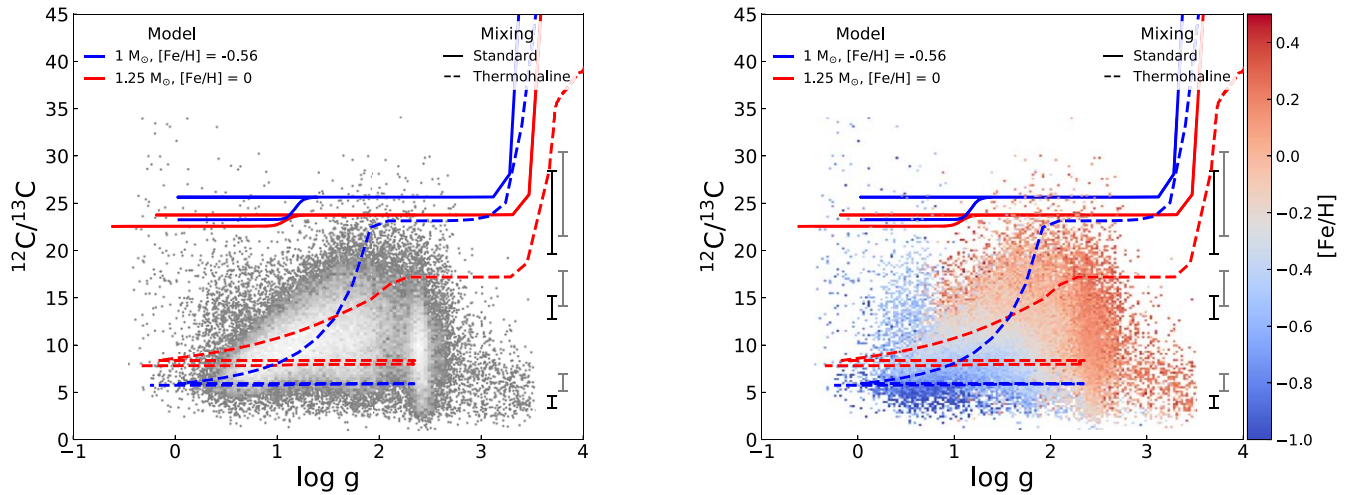 45
40
35
30
25
20
15
10
5
0
¹²C/¹³C
Model
1 M⊙, [Fe/H] = -0.56
1.25 M⊙, [Fe/H] = 0
Mixing
Standard
Thermohaline
−1 0 1 2 3 4
log g
45
40
35
30
25
20
15
10
5
0
¹²C/¹³C
Model
1 M⊙, [Fe/H] = -0.56
1.25 M⊙, [Fe/H] = 0
Mixing
Standard
Thermohaline
−1 0 1 2 3 4
log g
0.4
0.2
0.0
−0.2
−0.4
−0.6
−0.8
−1.0
[Fe/H]